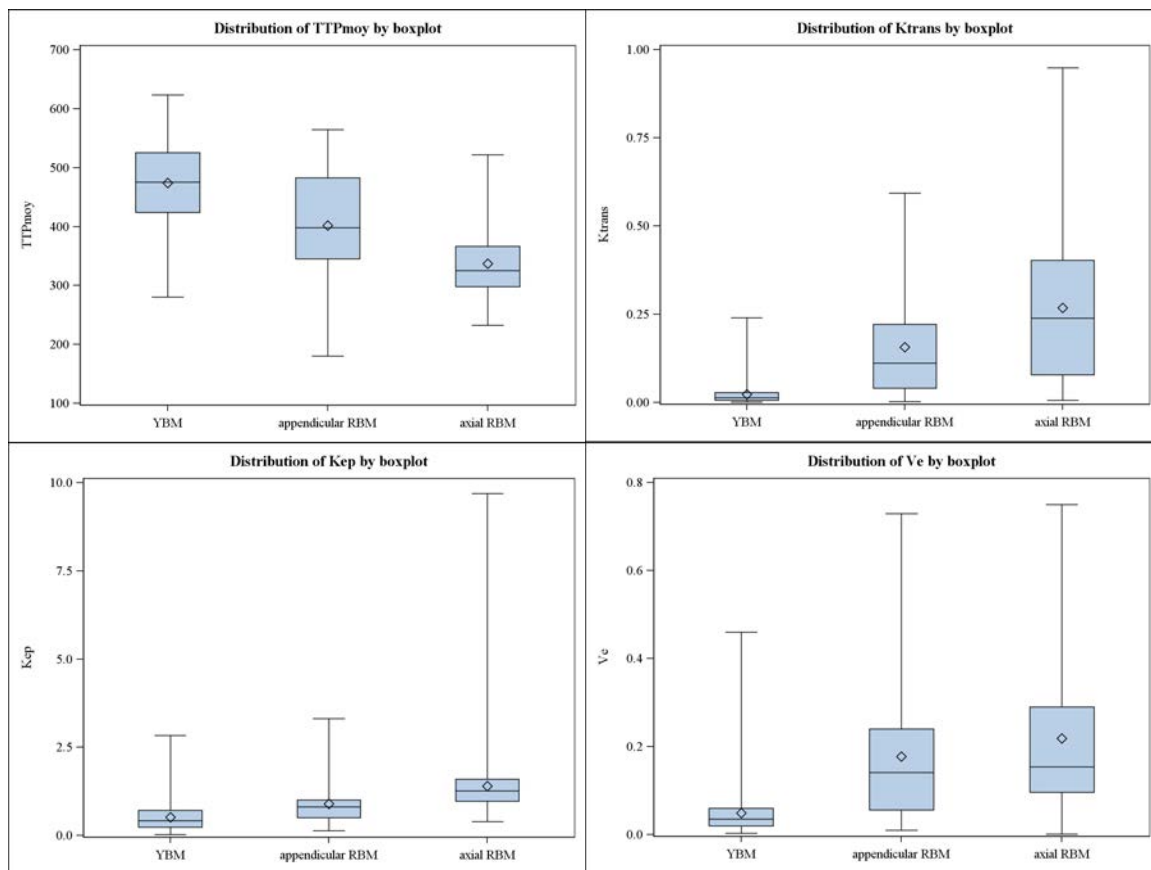 Distribution of TTPmoy by boxplot
700
600
500
400
300
200
100
TTPmoy
YBM appendicular RBM axial RBM
Distribution of Ktrans by boxplot
1.00
0.75
0.50
0.25
0.00
Ktrans
YBM appendicular RBM axial RBM
Distribution of Kep by boxplot
10.0
7.5
5.0
2.5
0.0
Kep
YBM appendicular RBM axial RBM
Distribution of Ve by boxplot
0.8
0.6
0.4
0.2
0.0
Ve
YBM appendicular RBM axial RBM